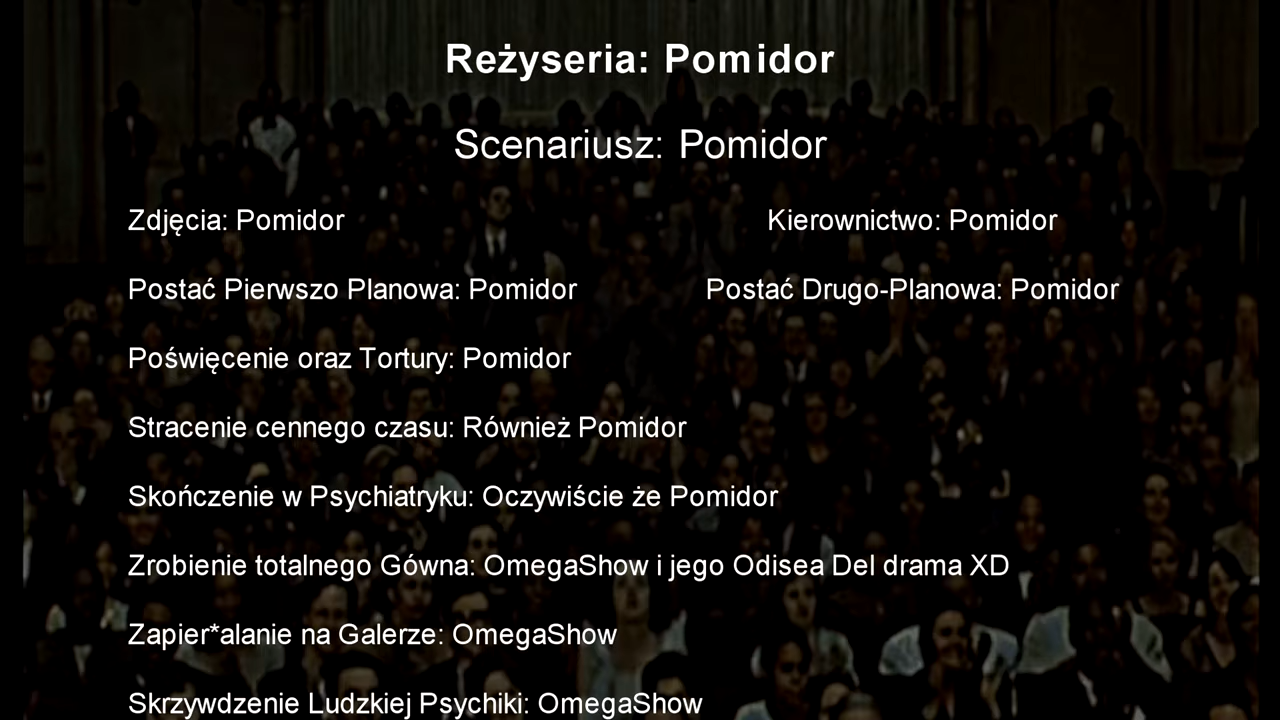 Reżyseria: Pomidor
Scenariusz: Pomidor
Zdjęcia: Pomidor Kierownictwo: Pomidor
Postać Pierwszo Planowa: Pomidor Postać Drugo-Planowa: Pomidor
Poświęcenie oraz Tortury: Pomidor
Stracenie cennego czasu: Również Pomidor
Skończenie w Psychiatryku: Oczywiście że Pomidor
Zrobienie totalnego Gówna: OmegaShow i jego Odisea Del drama XD
Zapier*alanie na Galerze: OmegaShow
Skrzywdzenie Ludzkiej Psychiki: OmegaShow